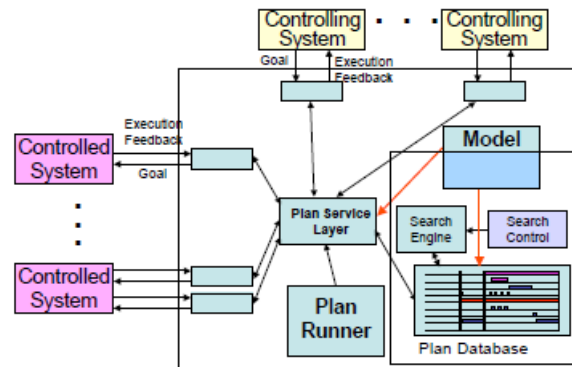 Controlling
System
Controlling
System
Goal
Execution
Feedback
Execution
Feedback
Goal
Controlled
System
Model
Plan Service
Layer
Search
Engine
Search
Control
Controlled
System
Plan
Runner
Plan Database